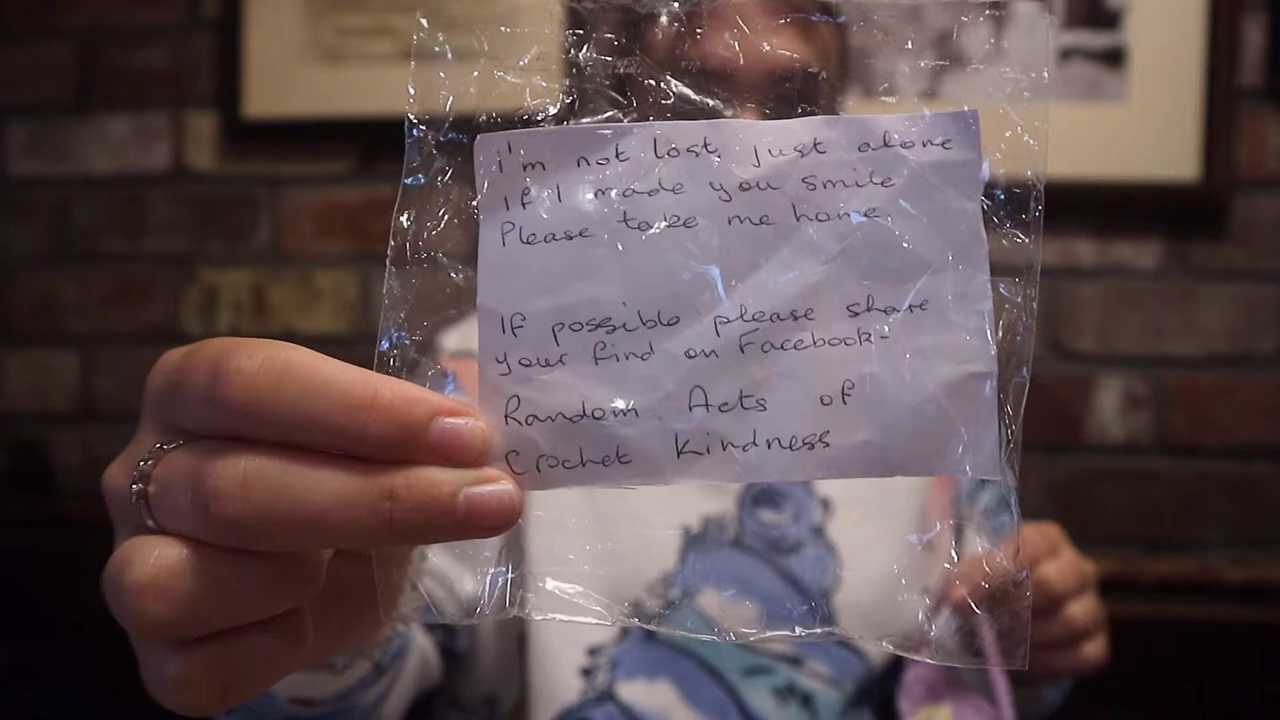 i'm not lost, just alone
if I made you smile
Please take me home.
If possible please share
your find on Facebook-
Random Acts of
Crochet Kindness